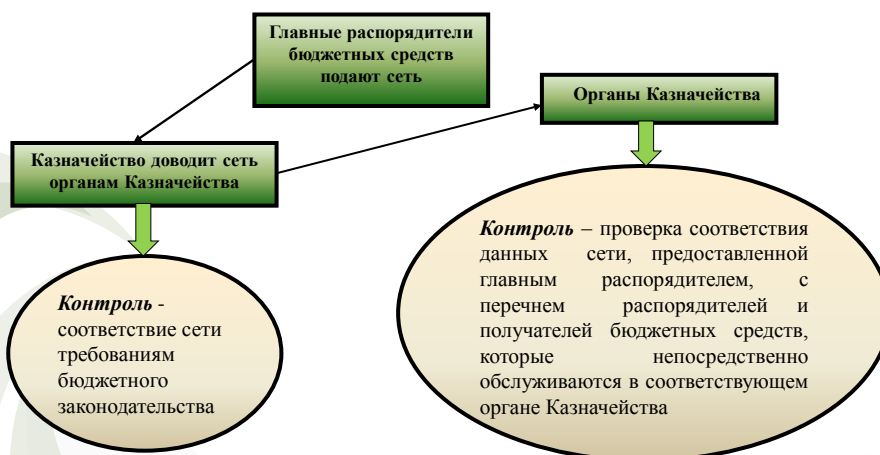 Главные распорядители
бюджетных средств
подают сеть
Органы Казначейства
Казначейство доводит сеть
органам Казначейства
Контроль – проверка соответствия
данных сети, предоставленной
главным распорядителем, с
перечнем распорядителей и
получателей бюджетных средств,
которые непосредственно
обслуживаются в соответствующем
органе Казначейства
Контроль -
соответствие сети
требованиям
бюджетного
законодательства